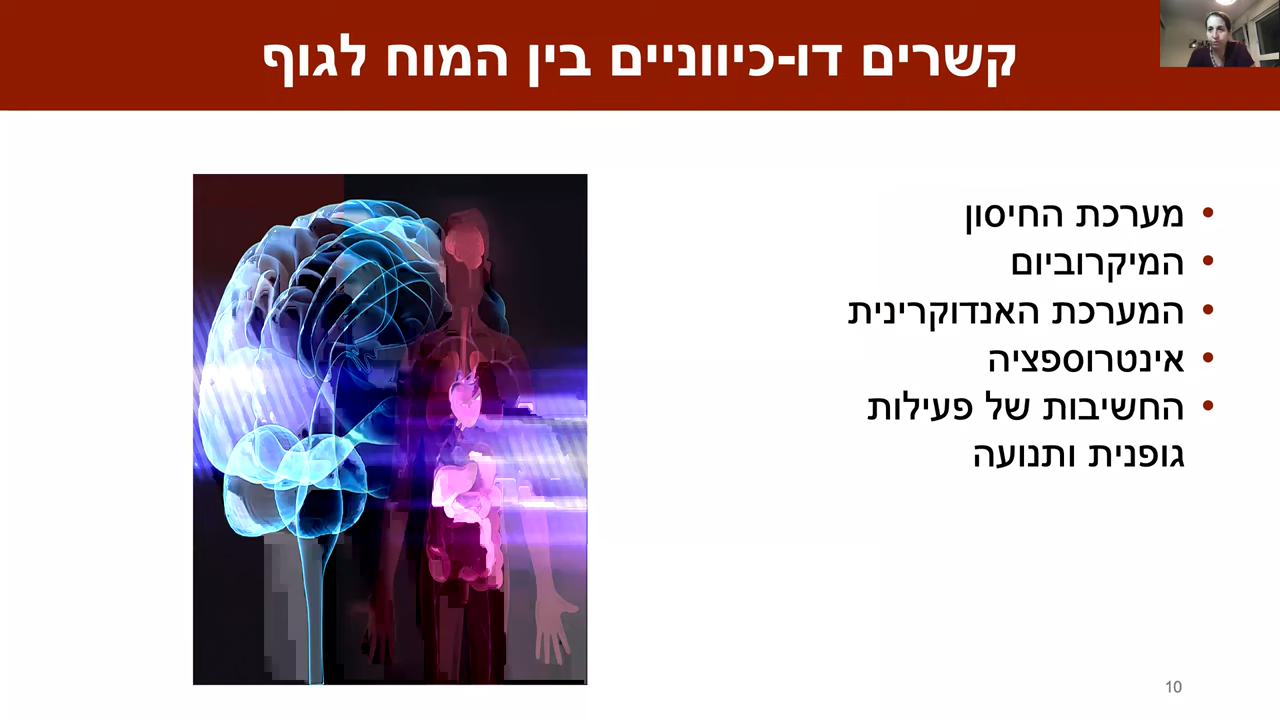 קשרים דו-כיווניים בין המוח לגוף
• מערכת החיסון
• המיקרוביום
• המערכת האנדוקרינית
• אינטרוספציה
• החשיבות של פעילות
גופנית ותנועה
10